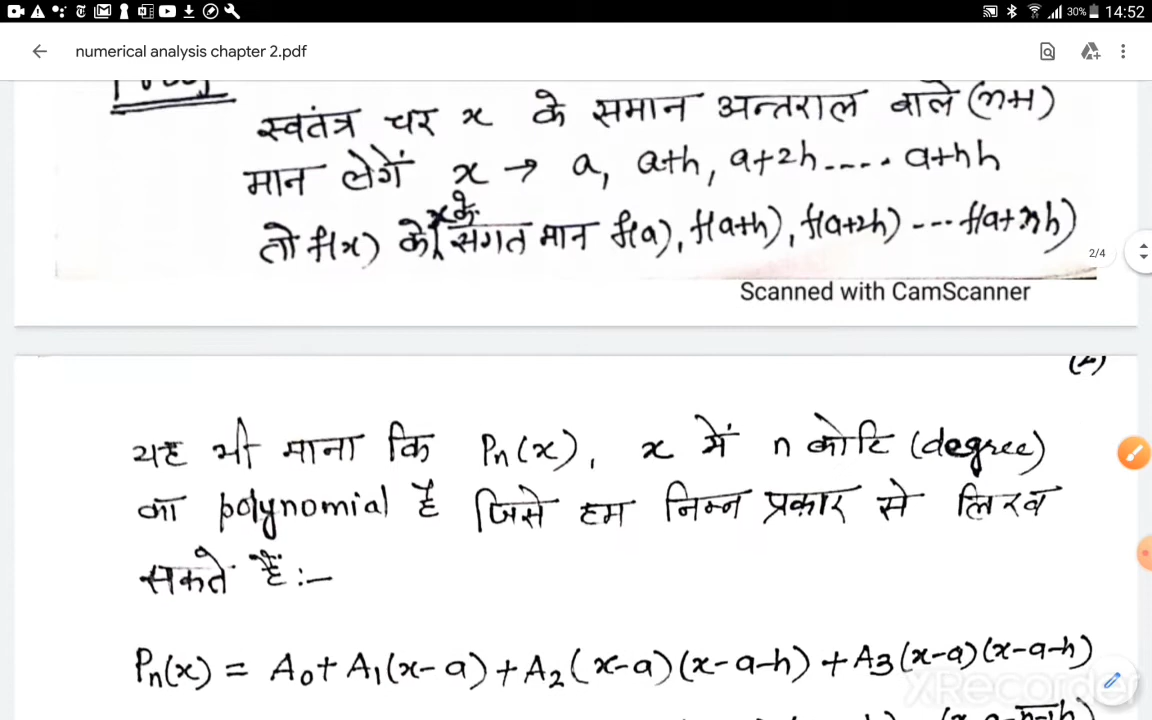 30% 14:52
numerical analysis chapter 2.pdf
स्वतंत्र चर x के समान अन्तराल वाले (n+1)
मान लेगें x → a, a+h, a+2h..... a+nh
x के
तो f(x) के संगत मान f(a), f(a+h), f(a+2h) --- f(a+nh)
2/4
Scanned with CamScanner
यह भी माना कि Pn(x), x में n कोटि (degree)
का polynomial है जिसे हम निम्न प्रकार से लिख
सकते हैं :-
Pn(x) = A0+ A1(x-a) + A2(x-a)(x-a-h) + A3(x-a)(x-a-h)
XRecorder